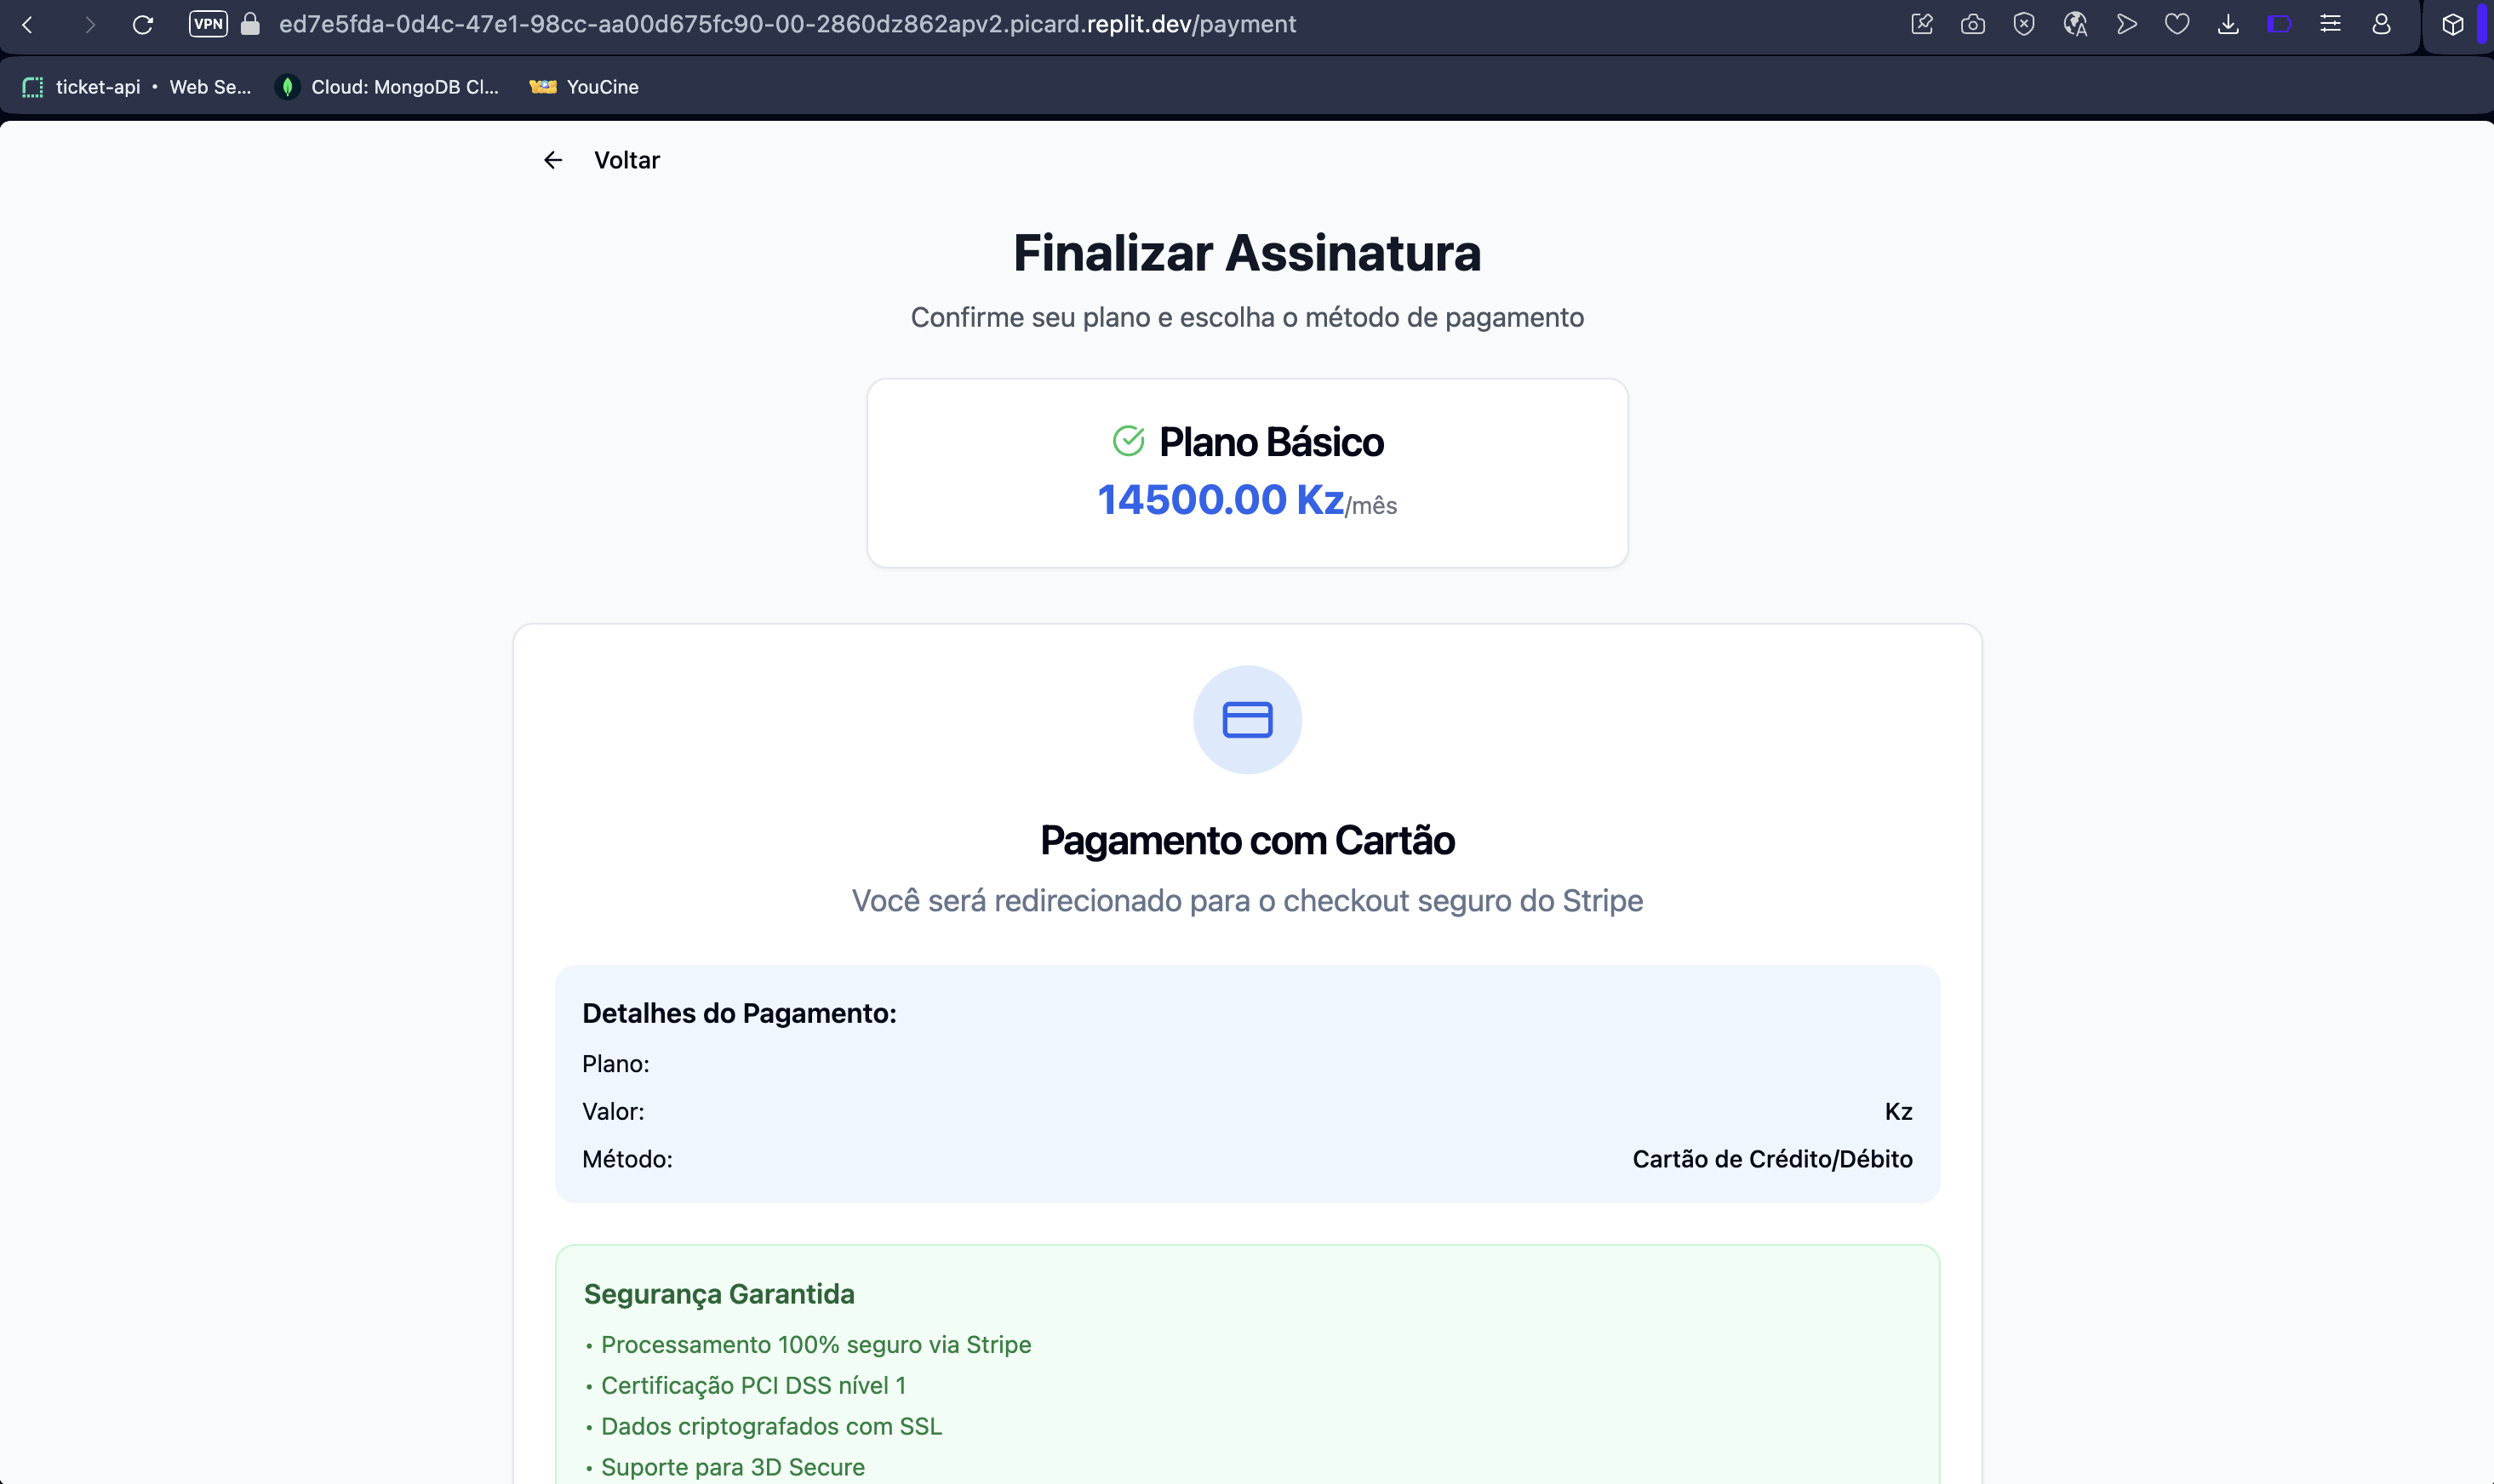 VPN ed7e5fda-0d4c-47e1-98cc-aa00d675fc90-00-2860dz862apv2.picard.replit.dev/payment
ticket-api • Web Se... Cloud: MongoDB Cl... YouCine
Voltar
Finalizar Assinatura
Confirme seu plano e escolha o método de pagamento
Plano Básico
14500.00 Kz/mês
Pagamento com Cartão
Você será redirecionado para o checkout seguro do Stripe
Detalhes do Pagamento:
Plano:
Valor: Kz
Método: Cartão de Crédito/Débito
Segurança Garantida
• Processamento 100% seguro via Stripe
• Certificação PCI DSS nível 1
• Dados criptografados com SSL
• Suporte para 3D Secure